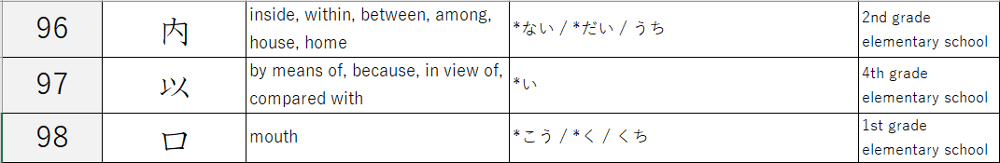 96 内 inside, within, between, among, house, home *ない / *だい / うち 2nd grade elementary school
97 以 by means of, because, in view of, compared with *い 4th grade elementary school
98 口 mouth *こう / *く / くち 1st grade elementary school